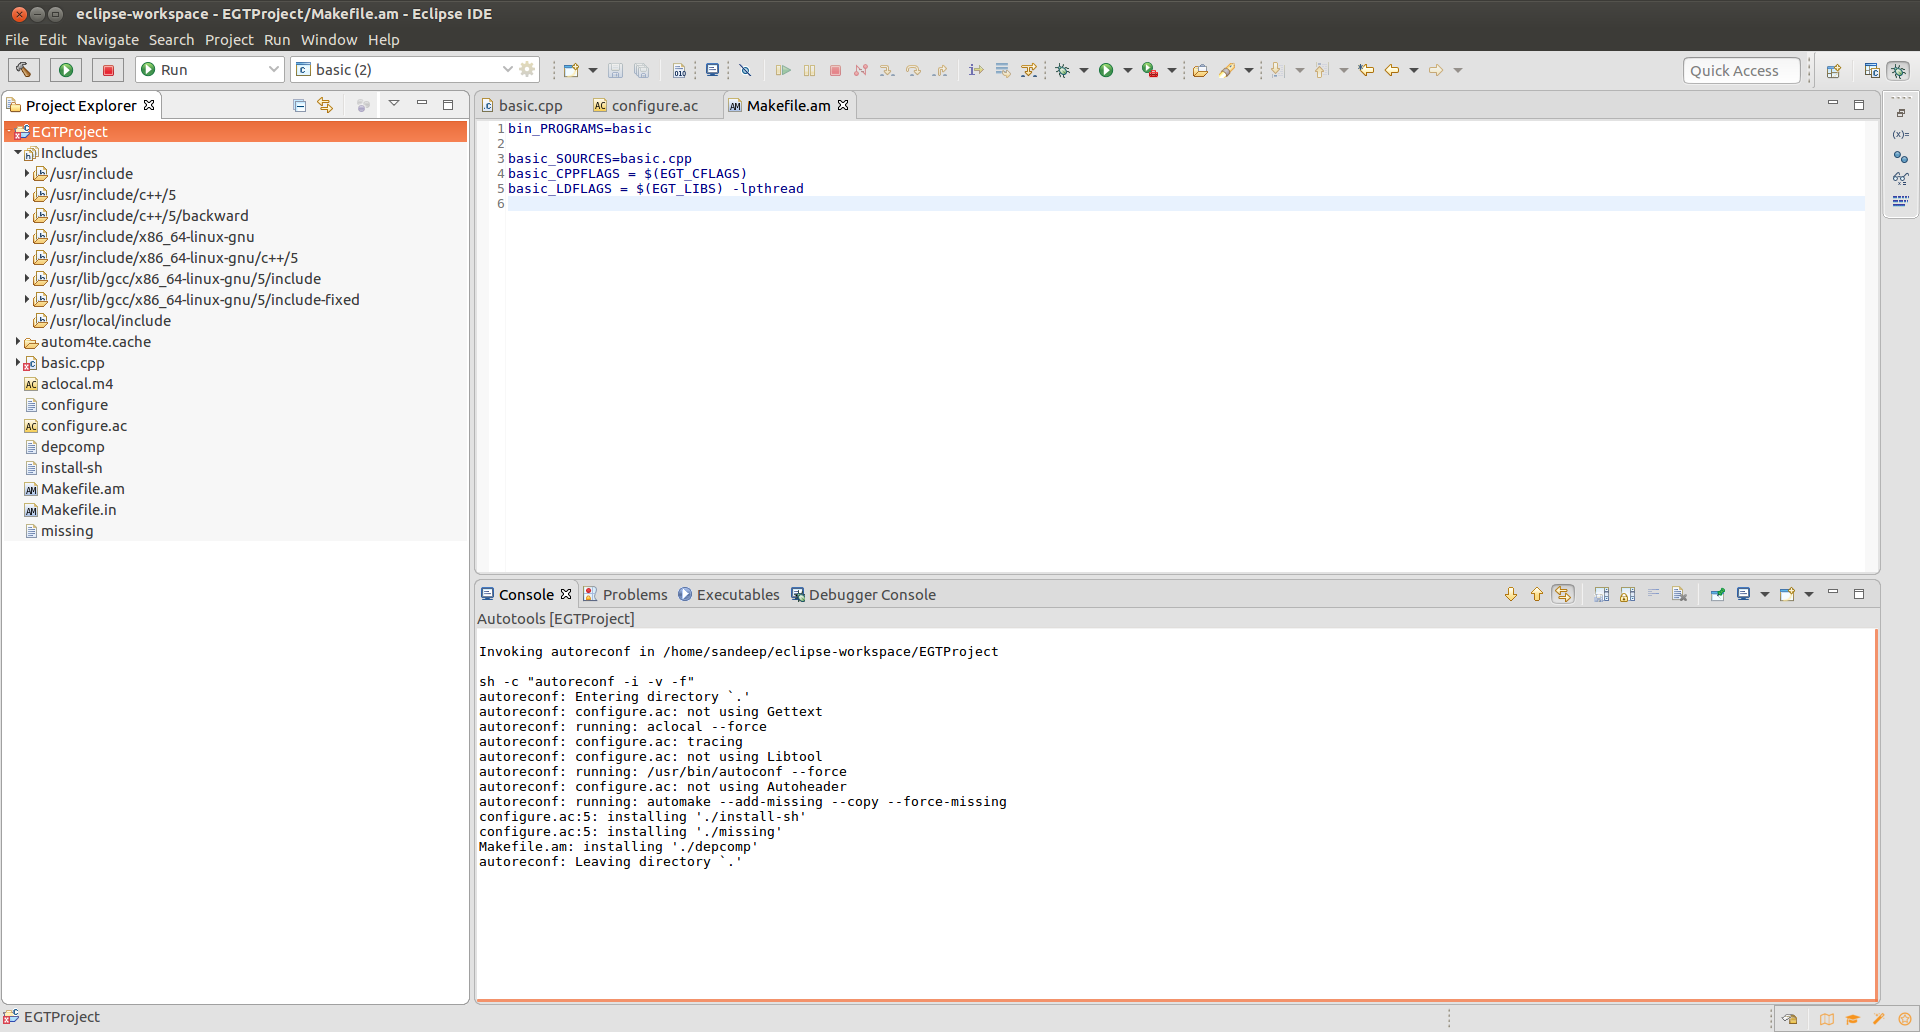 eclipse-workspace - EGTProject/Makefile.am - Eclipse IDE
File Edit Navigate Search Project Run Window Help
Run
basic (2)
Quick Access
Project Explorer
EGTProject
Includes
/usr/include
/usr/include/c++/5
/usr/include/c++/5/backward
/usr/include/x86_64-linux-gnu
/usr/include/x86_64-linux-gnu/c++/5
/usr/lib/gcc/x86_64-linux-gnu/5/include
/usr/lib/gcc/x86_64-linux-gnu/5/include-fixed
/usr/local/include
autom4te.cache
basic.cpp
aclocal.m4
configure
configure.ac
depcomp
install-sh
Makefile.am
Makefile.in
missing
basic.cpp configure.ac Makefile.am
1 bin_PROGRAMS=basic
2
3 basic_SOURCES=basic.cpp
4 basic_CPPFLAGS = $(EGT_CFLAGS)
5 basic_LDFLAGS = $(EGT_LIBS) -lpthread
6
Console Problems Executables Debugger Console
Autotools [EGTProject]
Invoking autoreconf in /home/sandeep/eclipse-workspace/EGTProject
sh -c "autoreconf -i -v -f"
autoreconf: Entering directory `.'
autoreconf: configure.ac: not using Gettext
autoreconf: running: aclocal --force
autoreconf: configure.ac: tracing
autoreconf: configure.ac: not using Libtool
autoreconf: running: /usr/bin/autoconf --force
autoreconf: configure.ac: not using Autoheader
autoreconf: running: automake --add-missing --copy --force-missing
configure.ac:5: installing './install-sh'
configure.ac:5: installing './missing'
Makefile.am: installing './depcomp'
autoreconf: Leaving directory `.'
EGTProject